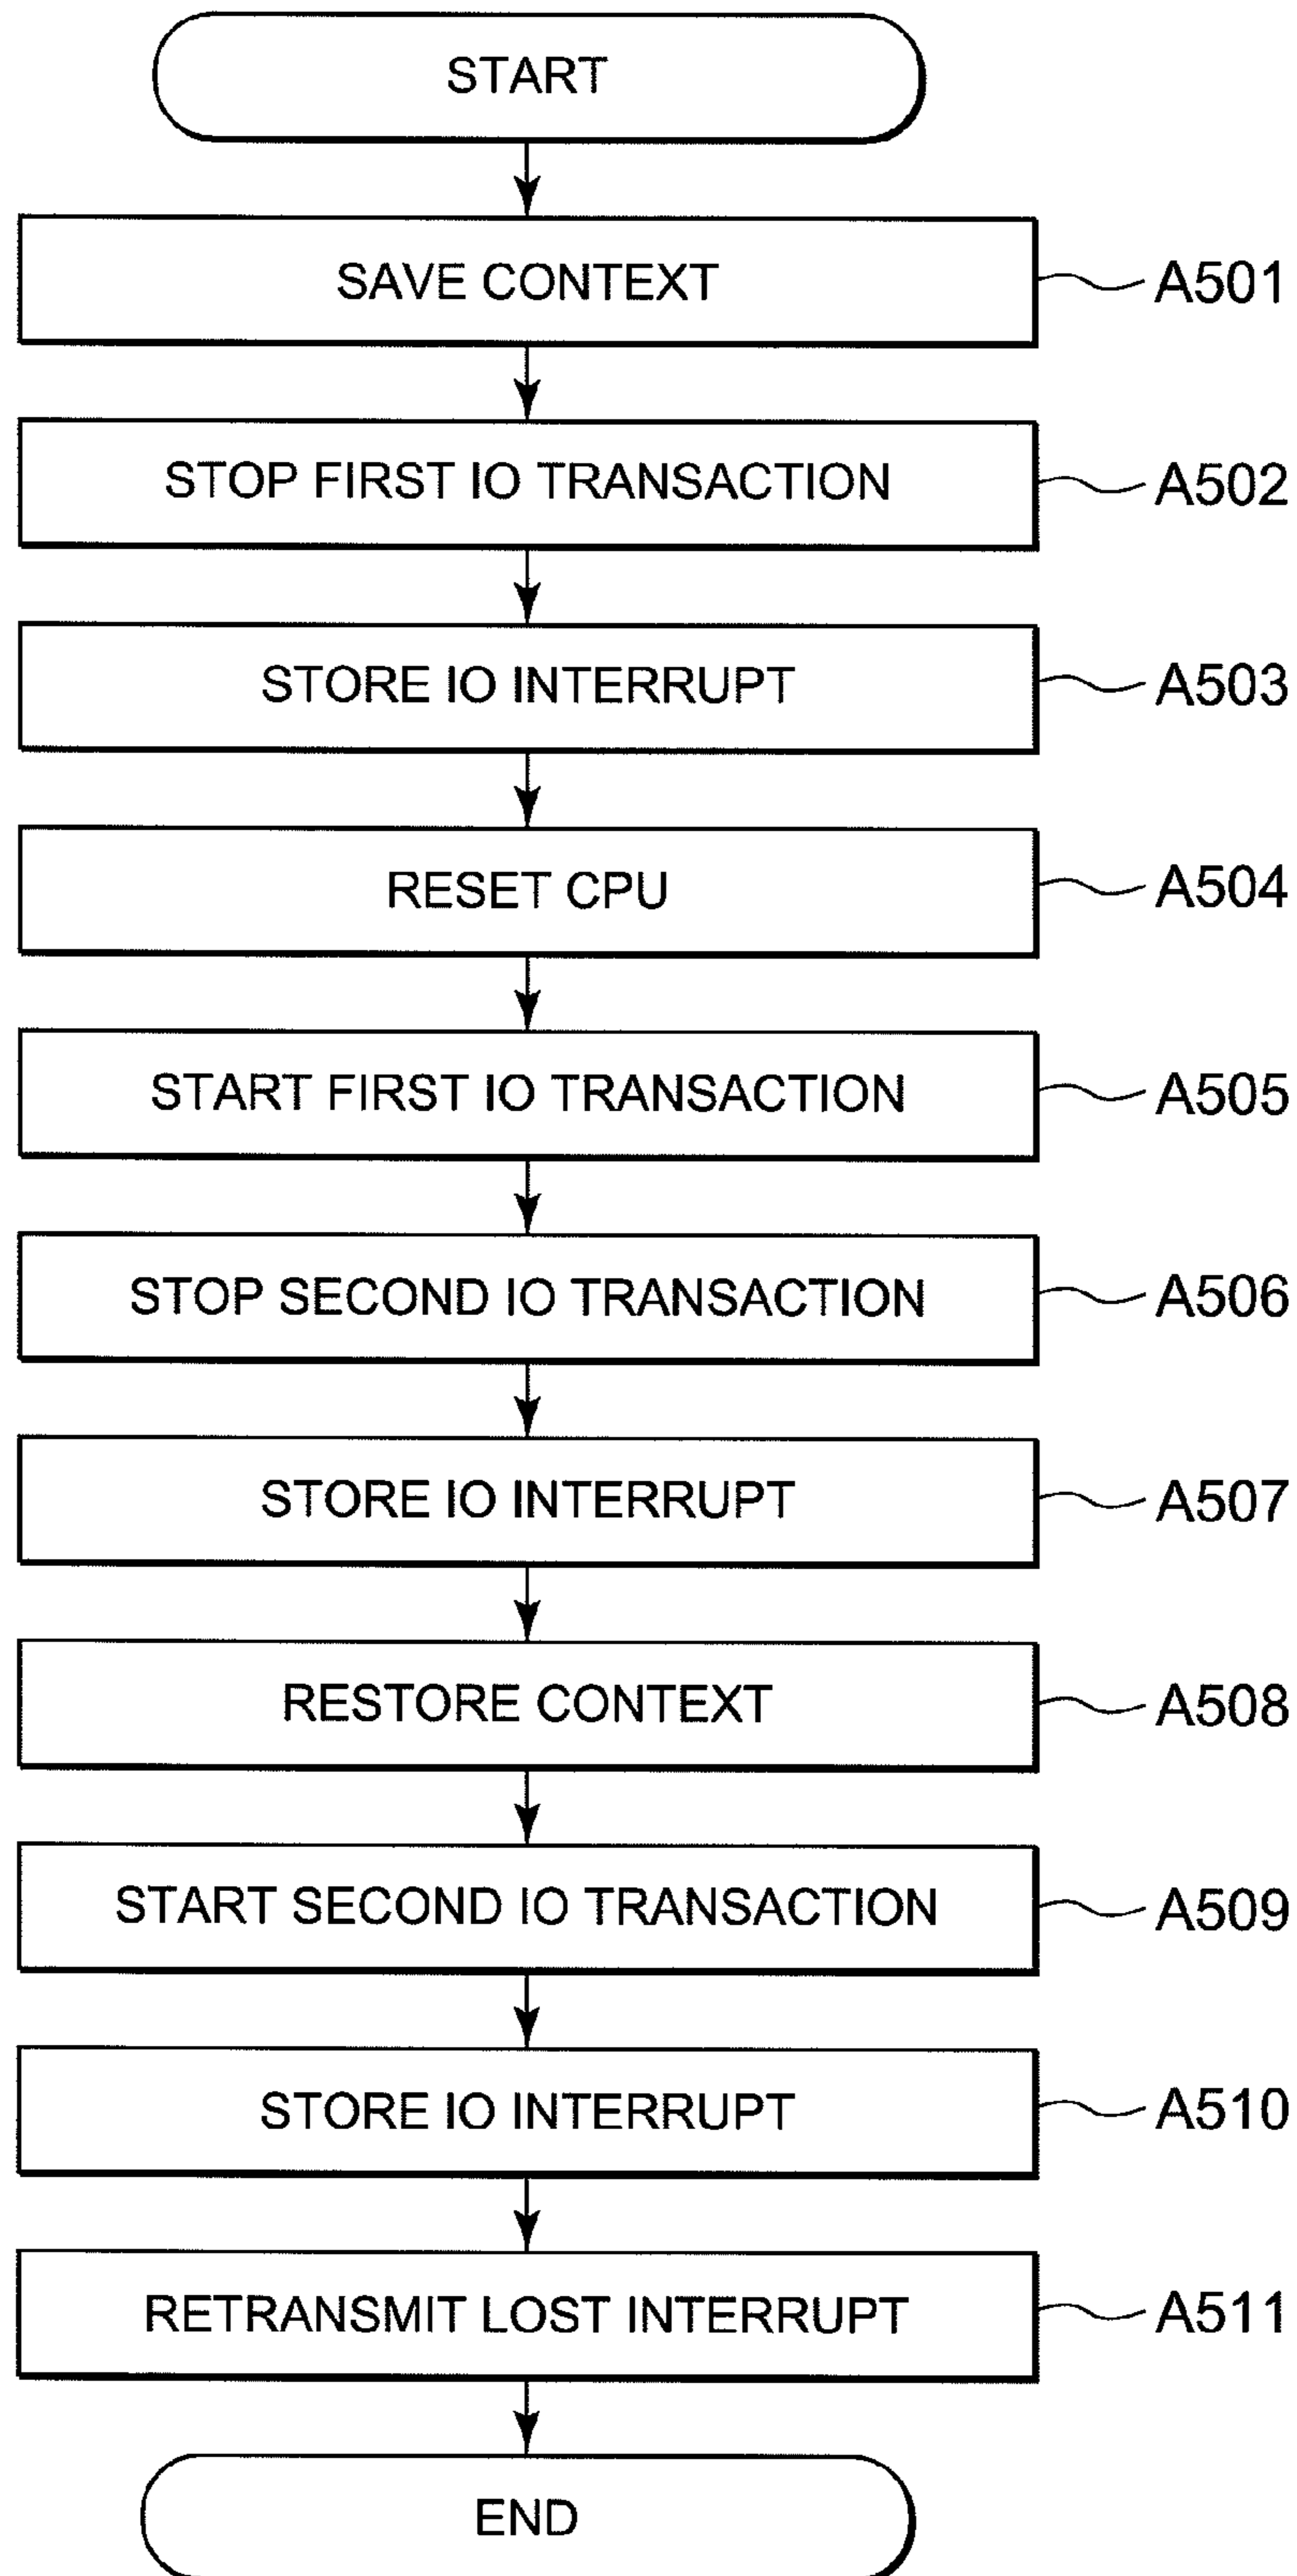 START
SAVE CONTEXT
A501
STOP FIRST IO TRANSACTION
A502
STORE IO INTERRUPT
A503
RESET CPU
A504
START FIRST IO TRANSACTION
A505
STOP SECOND IO TRANSACTION
A506
STORE IO INTERRUPT
A507
RESTORE CONTEXT
A508
START SECOND IO TRANSACTION
A509
STORE IO INTERRUPT
A510
RETRANSMIT LOST INTERRUPT
A511
END